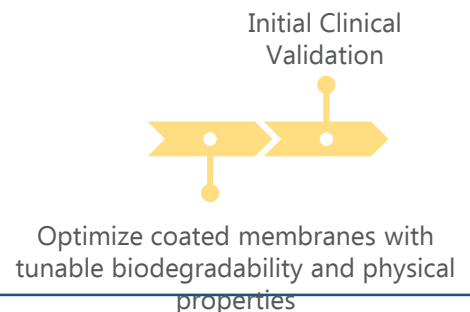 Initial Clinical
Validation
Optimize coated membranes with
tunable biodegradability and physical
properties